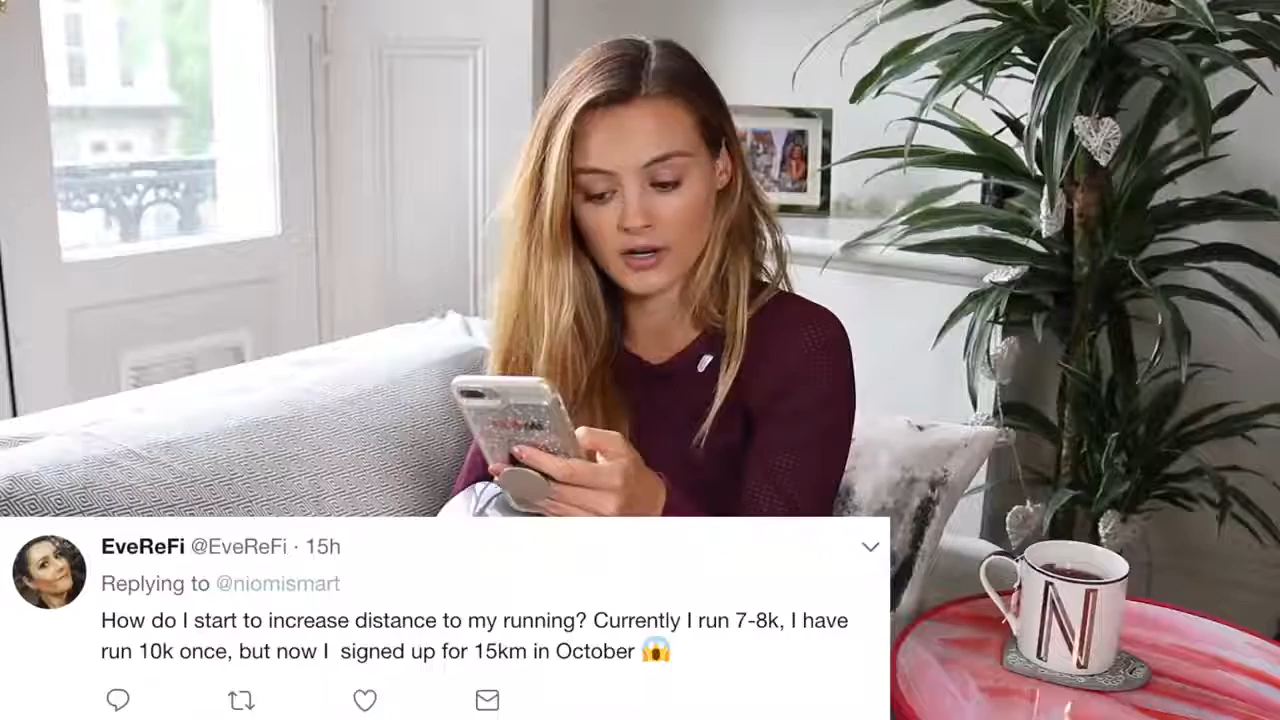 N
EveReFi @EveReFi · 15h
Replying to @niomismart
How do I start to increase distance to my running? Currently I run 7-8k, I have
run 10k once, but now I signed up for 15km in October 😱